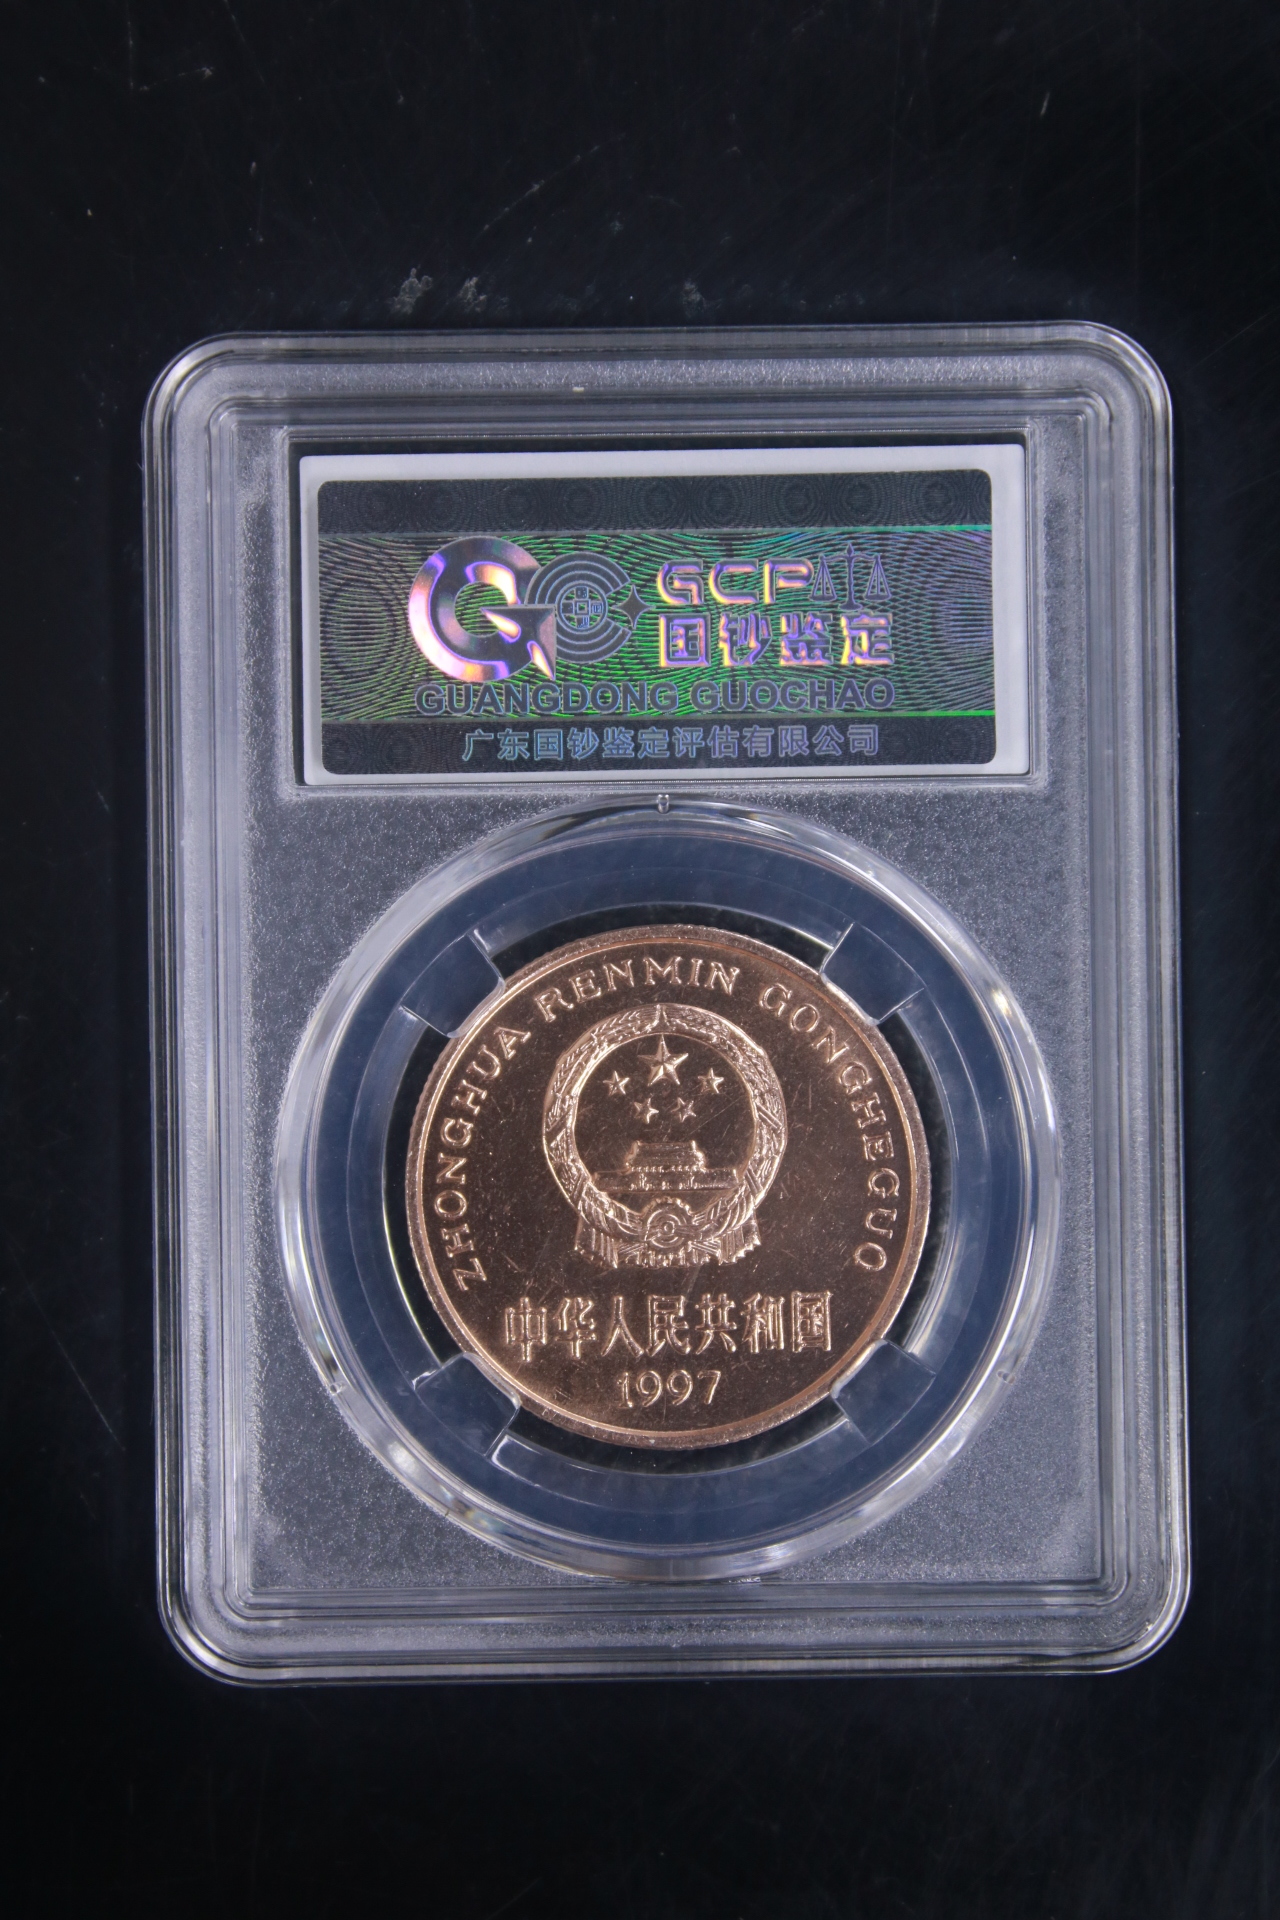 GCP
国钞鉴定
GUANGDONG GUOCHAO
广东国钞鉴定评估有限公司
ZHONGHUA RENMIN GONGHEGUO
中华人民共和国
1997